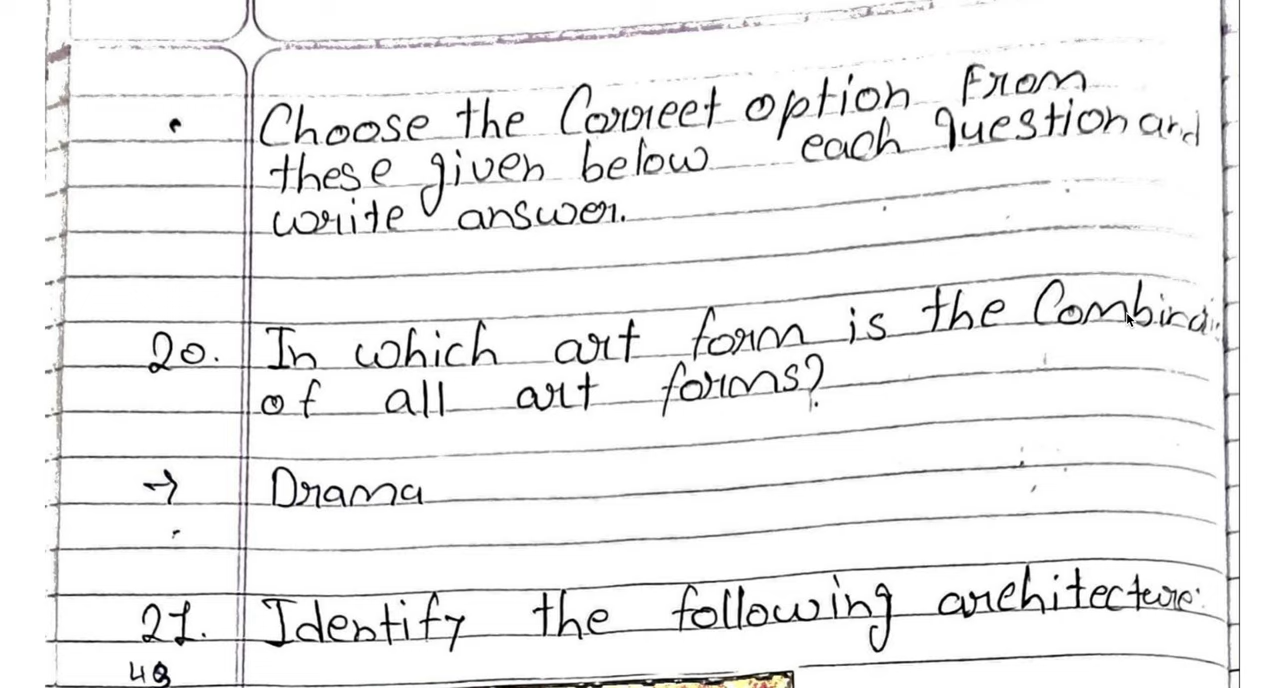 Choose the Correct option From
these given below each question and
write answer.
20. In which art form is the Combina
of all art forms?
→ Drama
21. Identify the following architecture:
48